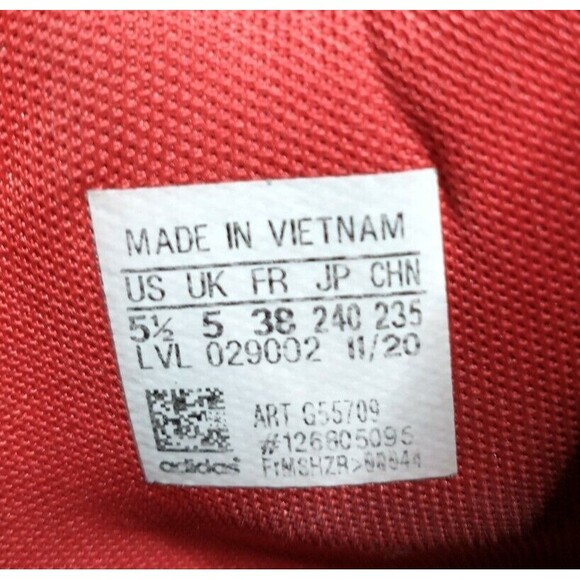 MADE IN VIETNAM
US UK FR JP CHN
5½ 5 38 240 235
LVL 029002 11/20
ART G55709
#126805095
adidas